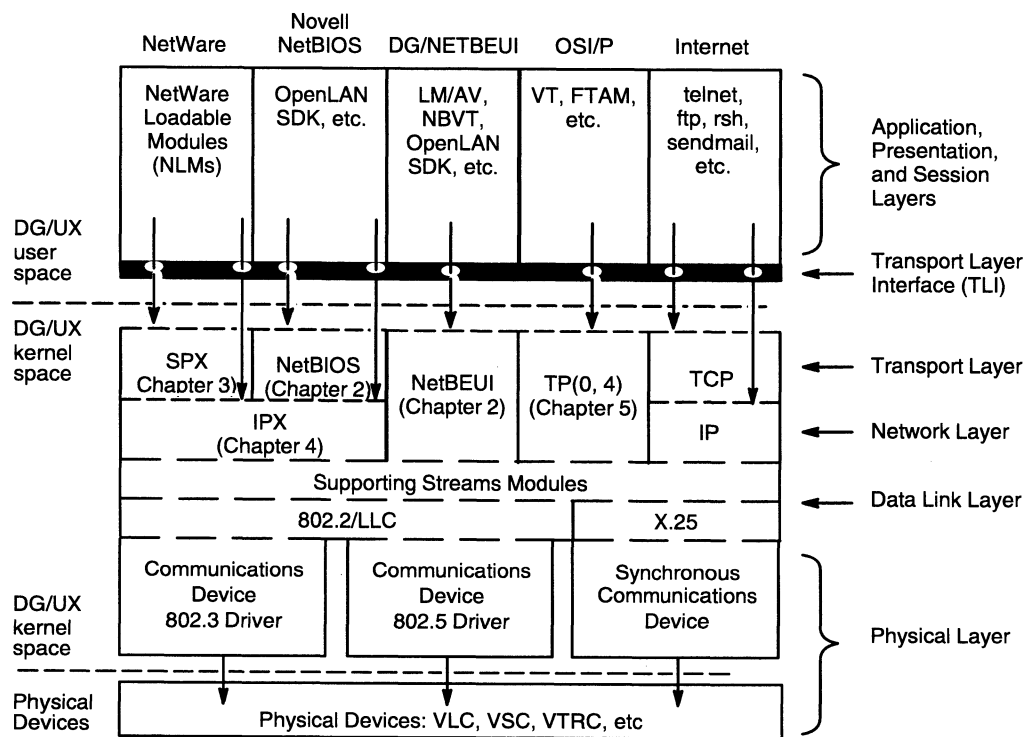 NetWare
Novell
NetBIOS
DG/NETBEUI
OSI/P
Internet
NetWare
Loadable
Modules
(NLMs)
OpenLAN
SDK, etc.
LM/AV,
NBVT,
OpenLAN
SDK, etc.
VT, FTAM,
etc.
telnet,
ftp, rsh,
sendmail,
etc.
Application,
Presentation,
and Session
Layers
DG/UX
user
space
Transport Layer
Interface (TLI)
DG/UX
kernel
space
SPX
Chapter 3)
NetBIOS
(Chapter 2)
NetBEUI
(Chapter 2)
TP(0, 4)
(Chapter 5)
TCP
Transport Layer
IPX
(Chapter 4)
IP
Network Layer
Supporting Streams Modules
Data Link Layer
802.2/LLC
X.25
Communications
Device
802.3 Driver
Communications
Device
802.5 Driver
Synchronous
Communications
Device
DG/UX
kernel
space
Physical Layer
Physical
Devices
Physical Devices: VLC, VSC, VTRC, etc